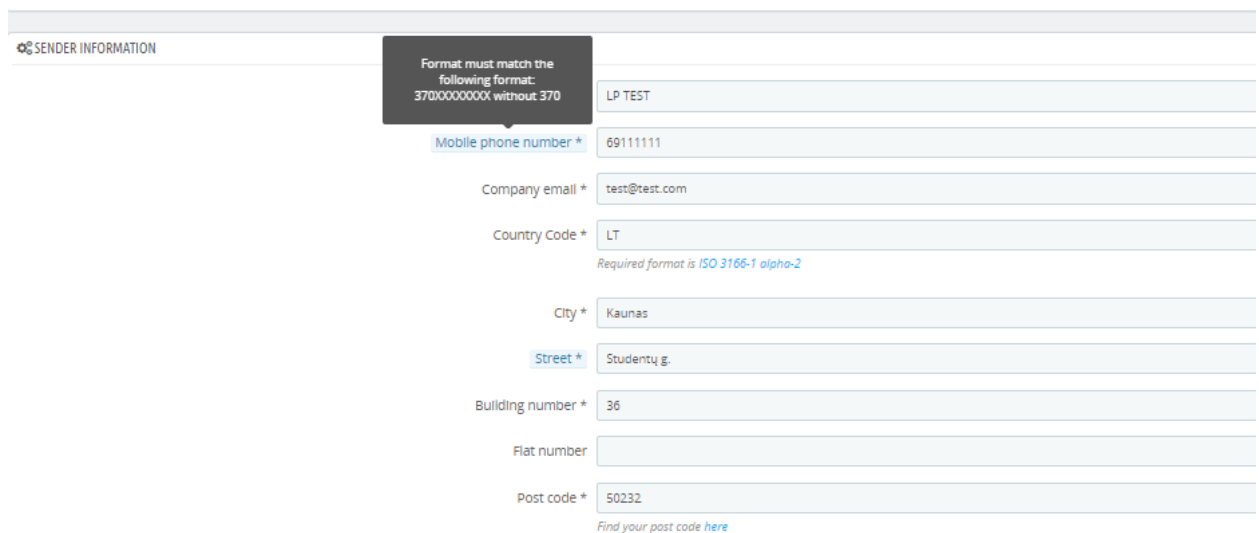 SENDER INFORMATION
Format must match the
following format:
370XXXXXXXX without 370
LP TEST
Mobile phone number * 69111111
Company email * test@test.com
Country Code * LT
Required format is ISO 3166-1 alpha-2
City * Kaunas
Street * Studentų g.
Building number * 36
Flat number
Post code * 50232
Find your post code here